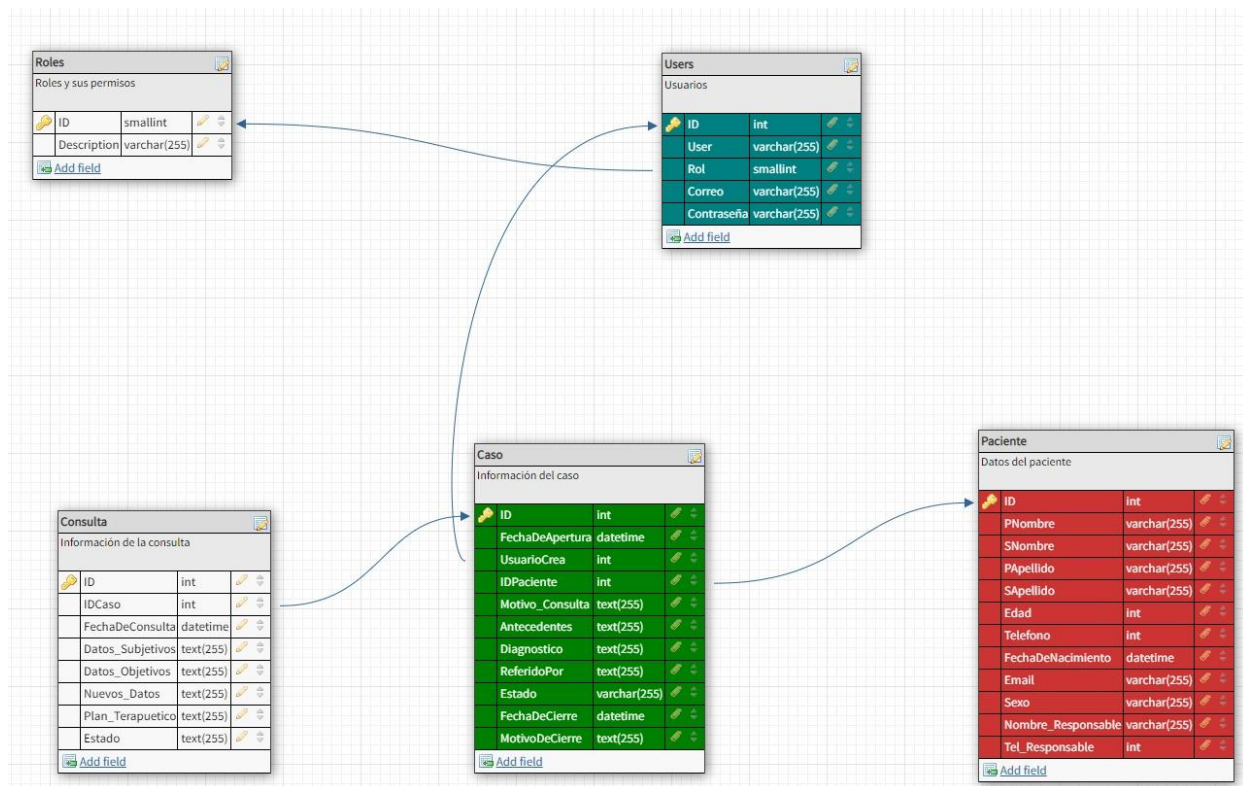 Roles
Roles y sus permisos
ID smallint
Description varchar(255)
Add field
Users
Usuarios
ID int
User varchar(255)
Rol smallint
Correo varchar(255)
Contraseña varchar(255)
Add field
Consulta
Información de la consulta
ID int
IDCaso int
FechaDeConsulta datetime
Datos_Subjetivos text(255)
Datos_Objetivos text(255)
Nuevos_Datos text(255)
Plan_Terapuetico text(255)
Estado text(255)
Add field
Caso
Información del caso
ID int
FechaDeApertura datetime
UsuarioCrea int
IDPaciente int
Motivo_Consulta text(255)
Antecedentes text(255)
Diagnostico text(255)
ReferidoPor text(255)
Estado varchar(255)
FechaDeCierre datetime
MotivoDeCierre text(255)
Add field
Paciente
Datos del paciente
ID int
PNombre varchar(255)
SNombre varchar(255)
PApellido varchar(255)
SApellido varchar(255)
Edad int
Telefono int
FechaDeNacimiento datetime
Email varchar(255)
Sexo varchar(255)
Nombre_Responsable varchar(255)
Tel_Responsable int
Add field